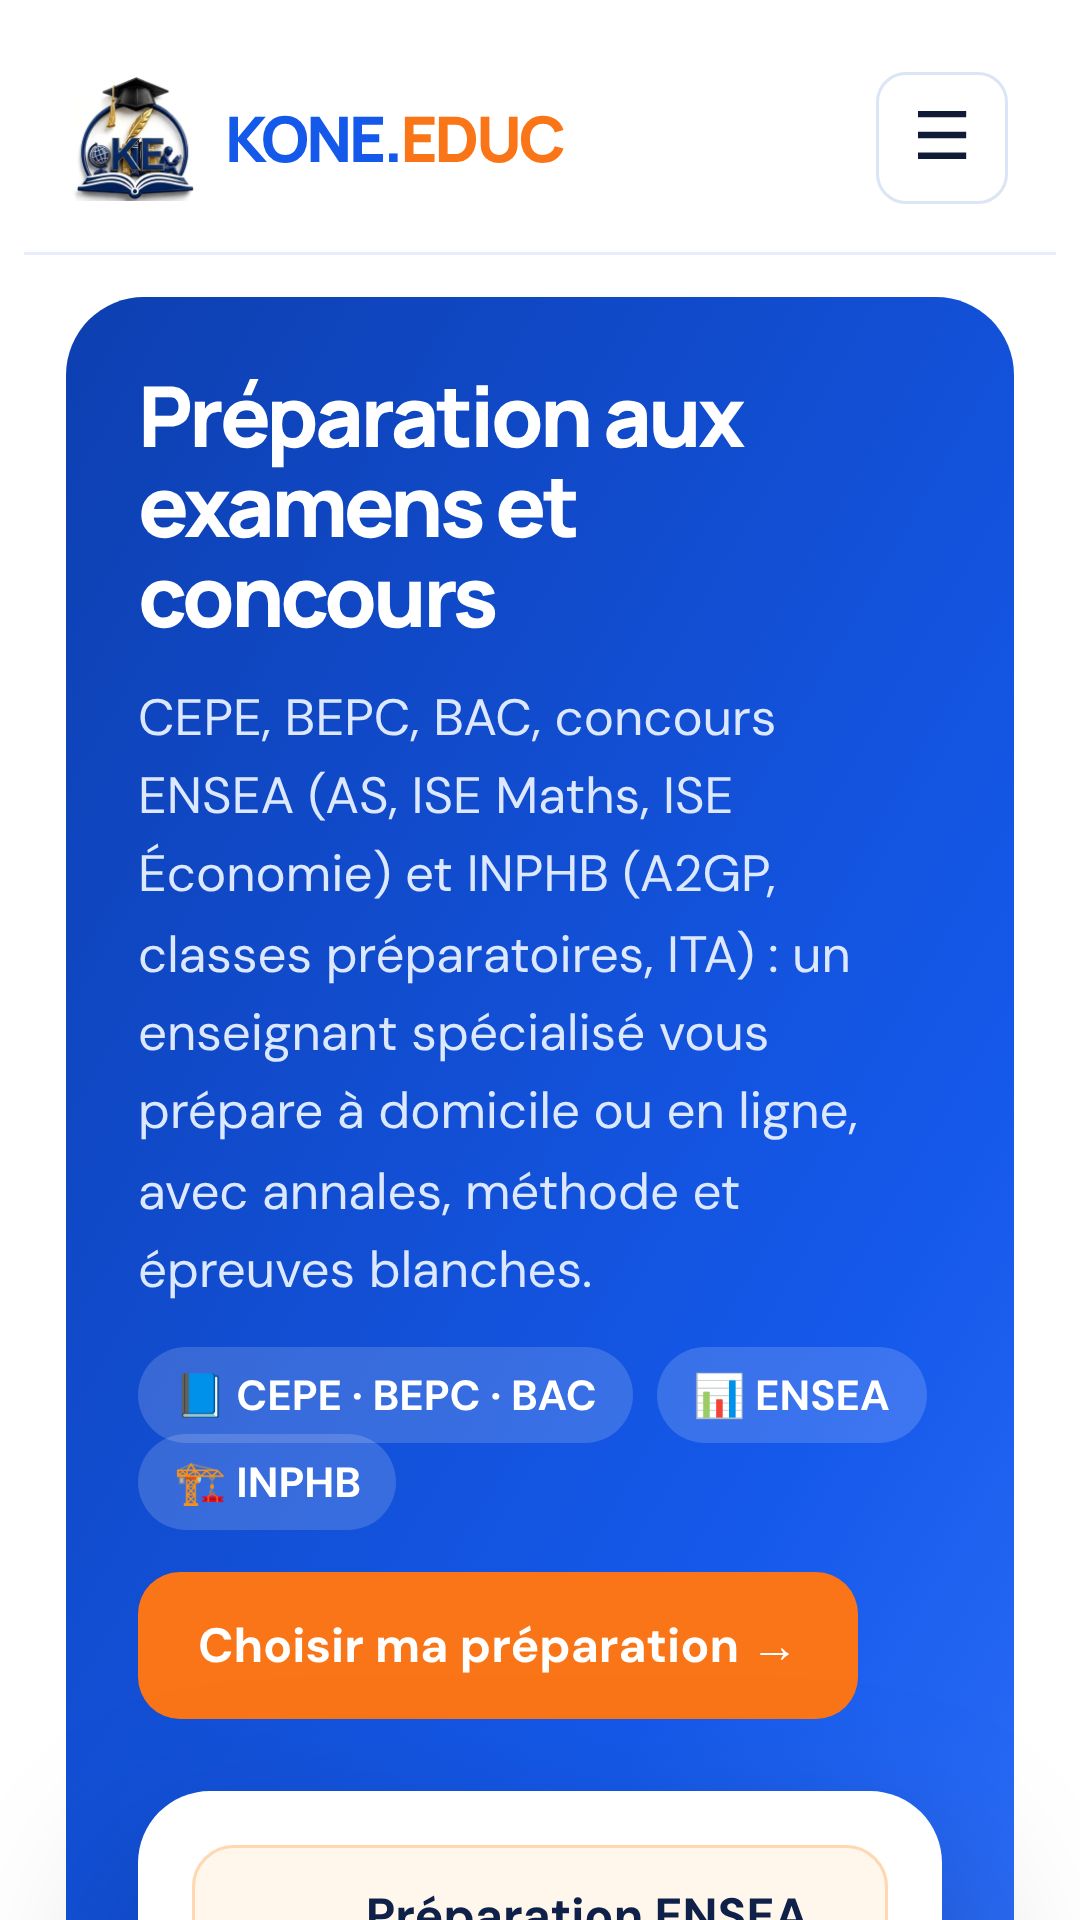 KE
KONE.EDUC
☰
Préparation aux
examens et
concours
CEPE, BEPC, BAC, concours
ENSEA (AS, ISE Maths, ISE
Économie) et INPHB (A2GP,
classes préparatoires, ITA) : un
enseignant spécialisé vous
prépare à domicile ou en ligne,
avec annales, méthode et
épreuves blanches.
📘 CEPE · BEPC · BAC
📊 ENSEA
🏗️ INPHB
Choisir ma préparation →
Préparation ENSEA